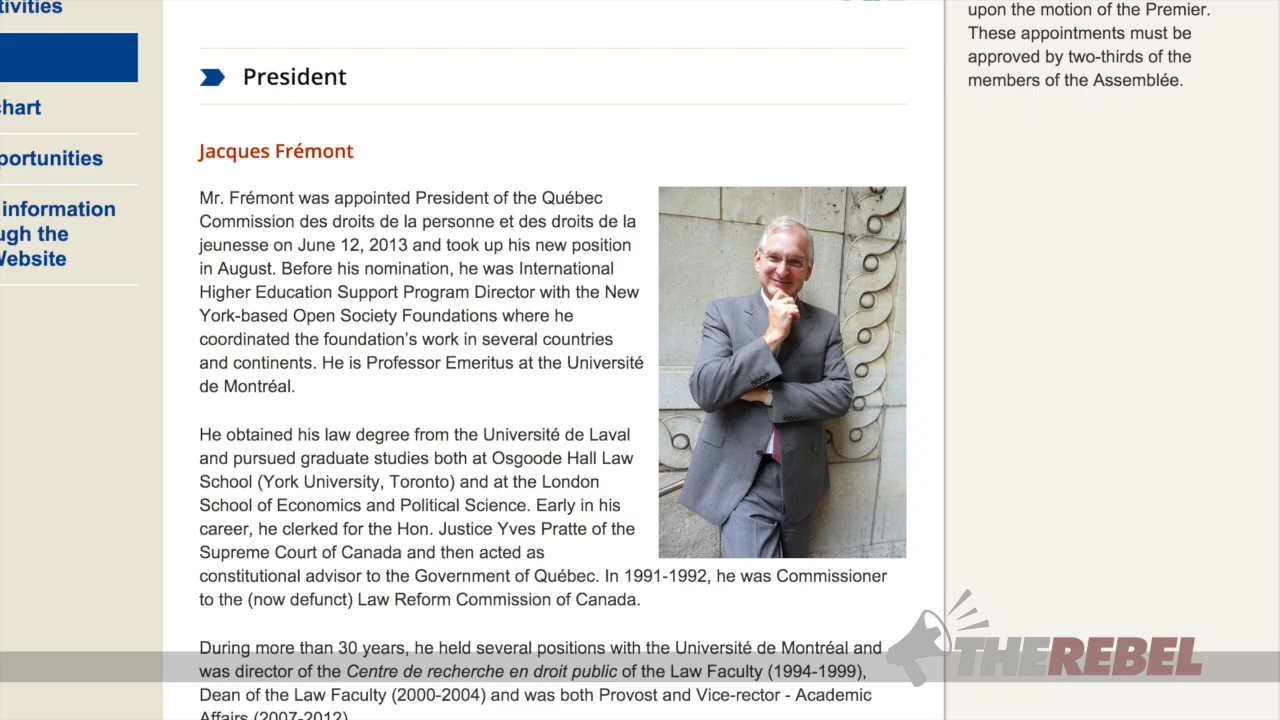 tivities
chart
portunities
information
ugh the
Website
President
Jacques Frémont
Mr. Frémont was appointed President of the Québec
Commission des droits de la personne et des droits de la
jeunesse on June 12, 2013 and took up his new position
in August. Before his nomination, he was International
Higher Education Support Program Director with the New
York-based Open Society Foundations where he
coordinated the foundation's work in several countries
and continents. He is Professor Emeritus at the Université
de Montréal.
He obtained his law degree from the Université de Laval
and pursued graduate studies both at Osgoode Hall Law
School (York University, Toronto) and at the London
School of Economics and Political Science. Early in his
career, he clerked for the Hon. Justice Yves Pratte of the
Supreme Court of Canada and then acted as
constitutional advisor to the Government of Québec. In 1991-1992, he was Commissioner
to the (now defunct) Law Reform Commission of Canada.
During more than 30 years, he held several positions with the Université de Montréal and
was director of the Centre de recherche en droit public of the Law Faculty (1994-1999),
Dean of the Law Faculty (2000-2004) and was both Provost and Vice-rector - Academic
Affairs (2007-2012)
upon the motion of the Premier.
These appointments must be
approved by two-thirds of the
members of the Assemblée.
THEREBEL